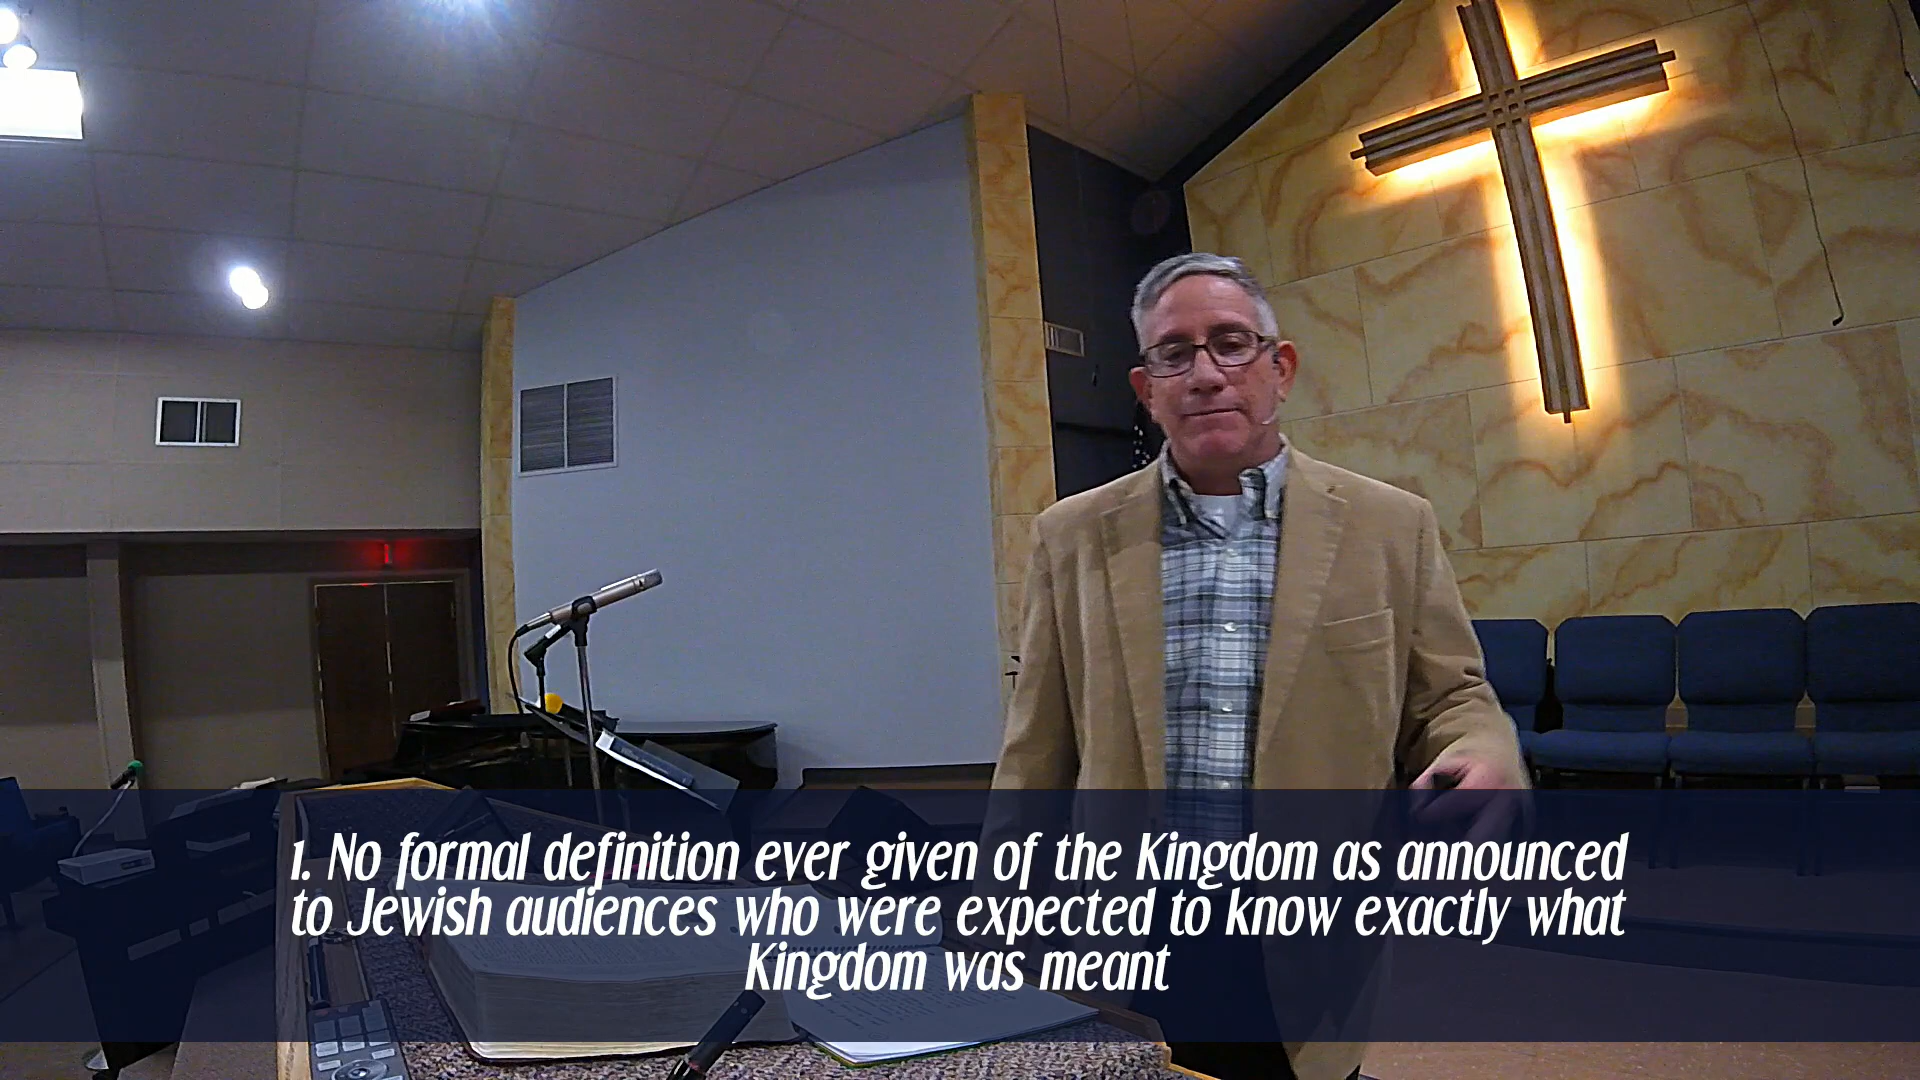 1. No formal definition ever given of the Kingdom as announced
to Jewish audiences who were expected to know exactly what
Kingdom was meant